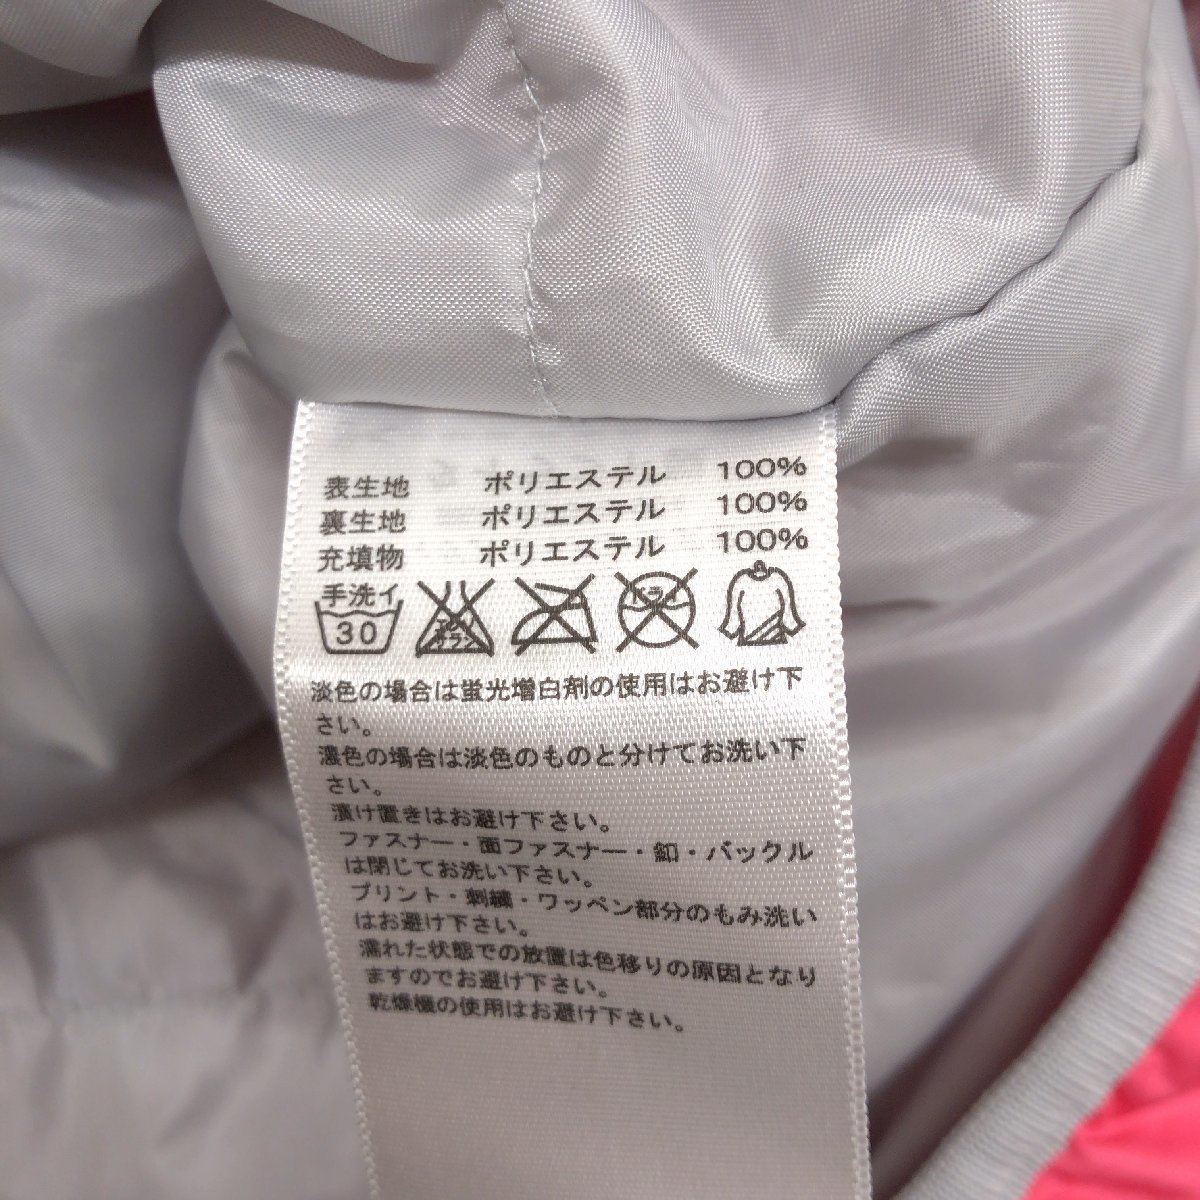 表生地 ポリエステル 100%
裏生地 ポリエステル 100%
充填物 ポリエステル 100%
手洗イ
30
エンソ
サラシ
ドライ
淡色の場合は蛍光増白剤の使用はお避け下
さい。
濃色の場合は淡色のものと分けてお洗い下
さい。
漬け置きはお避け下さい。
ファスナー・面ファスナー・釦・バックル
は閉じてお洗い下さい。
プリント・刺繍・ワッペン部分のもみ洗い
はお避け下さい。
濡れた状態での放置は色移りの原因となり
ますのでお避け下さい。
乾燥機の使用はお避け下さい。